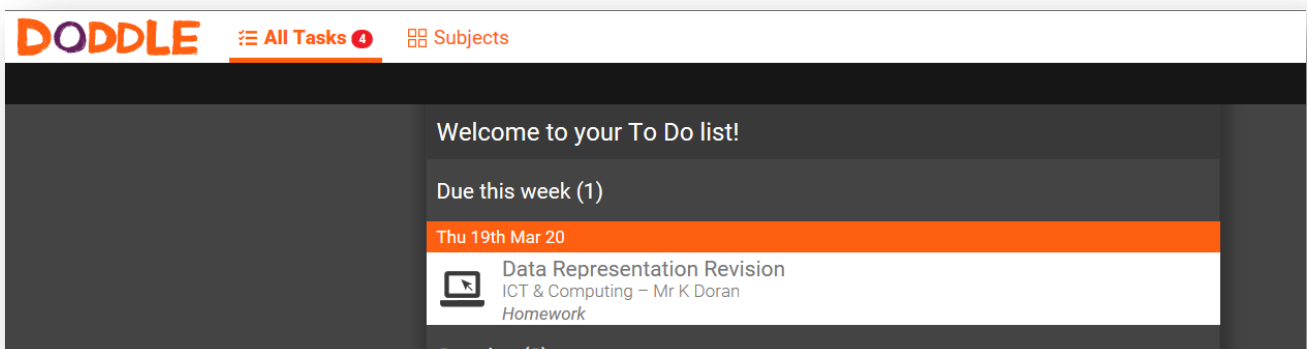 DODDLE All Tasks 4 Subjects
Welcome to your To Do list!
Due this week (1)
Thu 19th Mar 20
Data Representation Revision
ICT & Computing – Mr K Doran
Homework